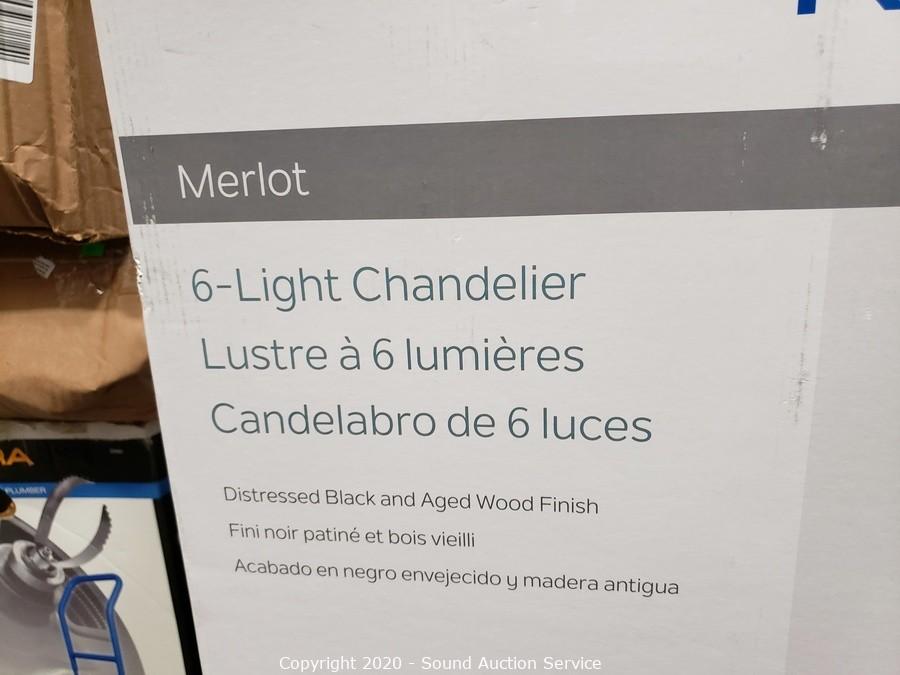 Merlot
6-Light Chandelier
Lustre à 6 lumières
Candelabro de 6 luces
Distressed Black and Aged Wood Finish
Fini noir patiné et bois vieilli
Acabado en negro envejecido y madera antigua
PLUMBER
Copyright 2020 - Sound Auction Service